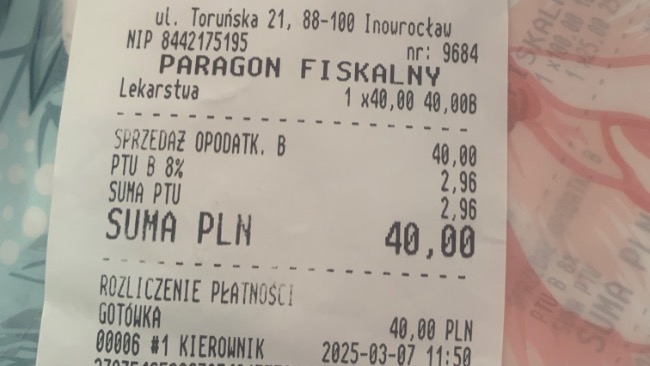 ul. Toruńska 21, 88-100 Inowrocław
NIP 8442175195 nr: 9684
PARAGON FISKALNY
Lekarstwa 1 x40,00 40,00B
SPRZEDAŻ OPODATK. B 40,00
PTU B 8% 2,96
SUMA PTU 2,96
SUMA PLN 40,00
ROZLICZENIE PŁATNOŚCI
GOTÓWKA 40,00 PLN
00006 #1 KIEROWNIK 2025-03-07 11:50